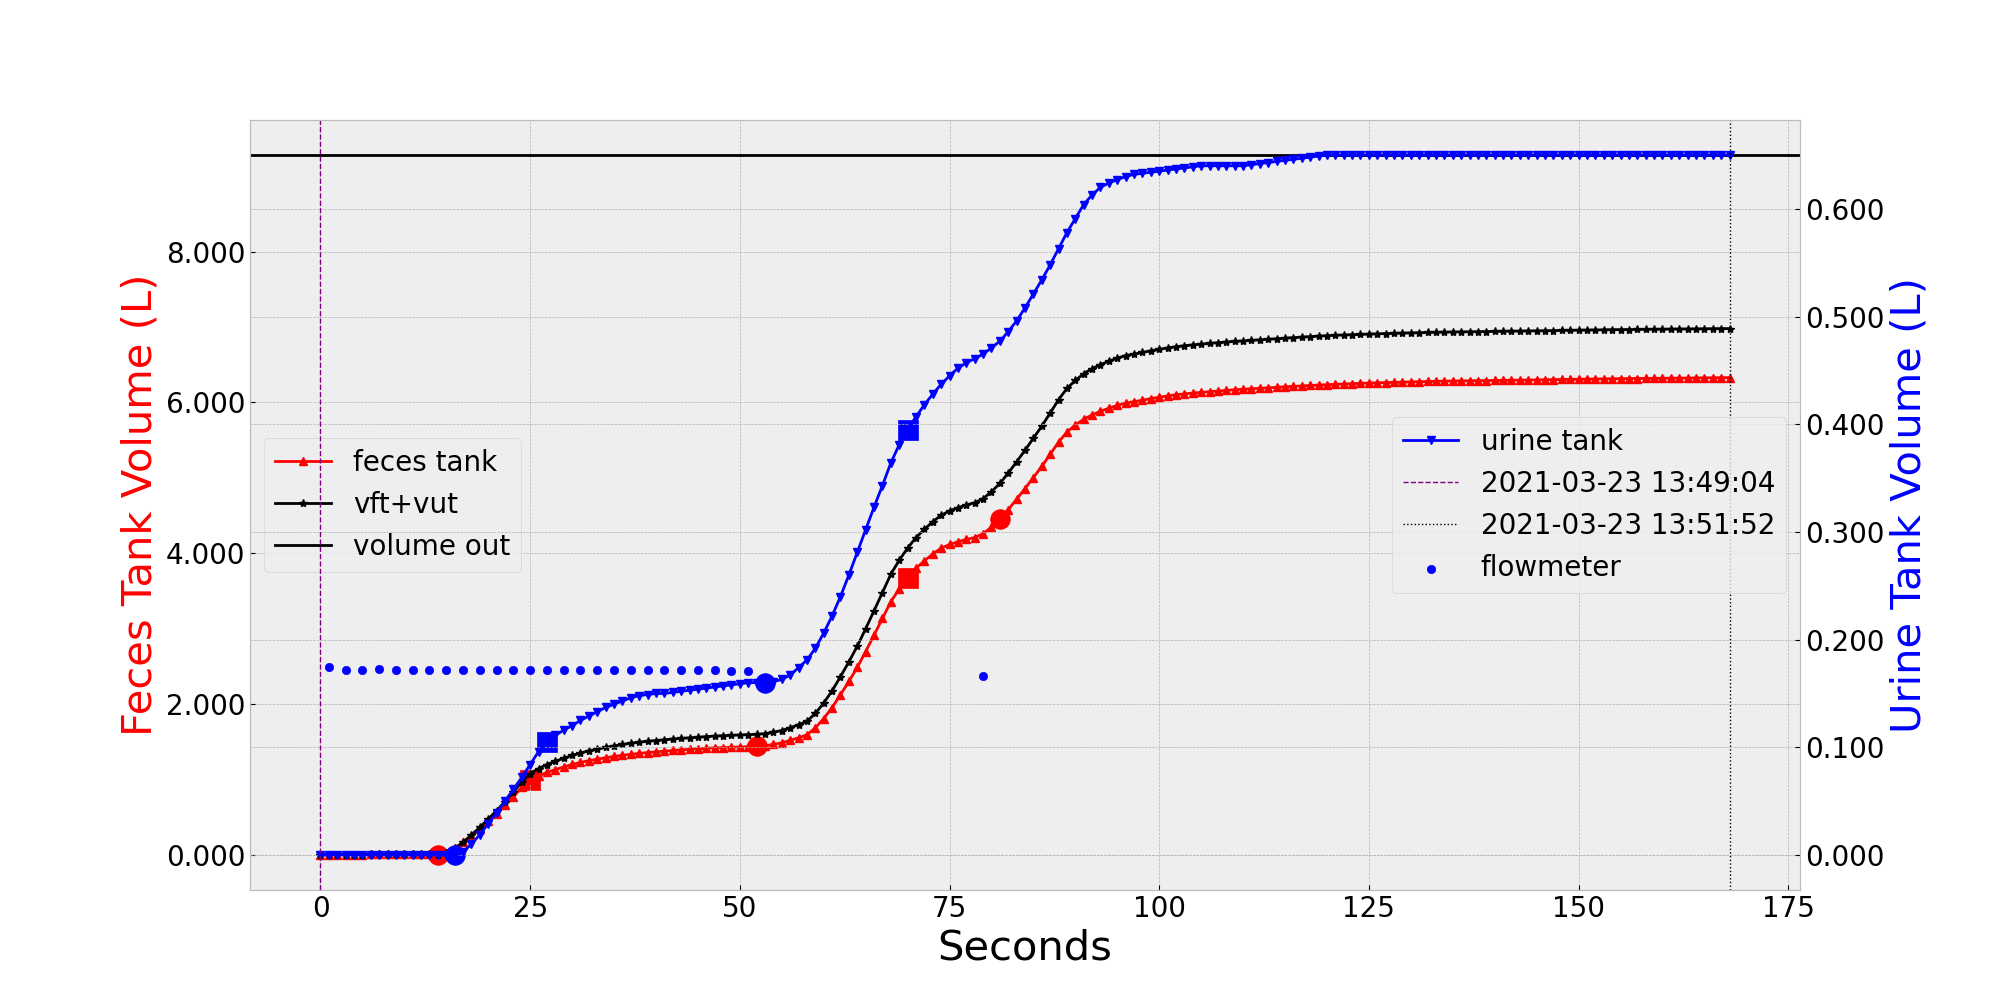 Feces Tank Volume (L)
8.000
6.000
4.000
2.000
0.000
feces tank
vft+vut
volume out
0.600
0.500
0.400
0.300
0.200
0.100
0.000
Urine Tank Volume (L)
urine tank
2021-03-23 13:49:04
2021-03-23 13:51:52
flowmeter
0 25 50 75 100 125 150 175
Seconds